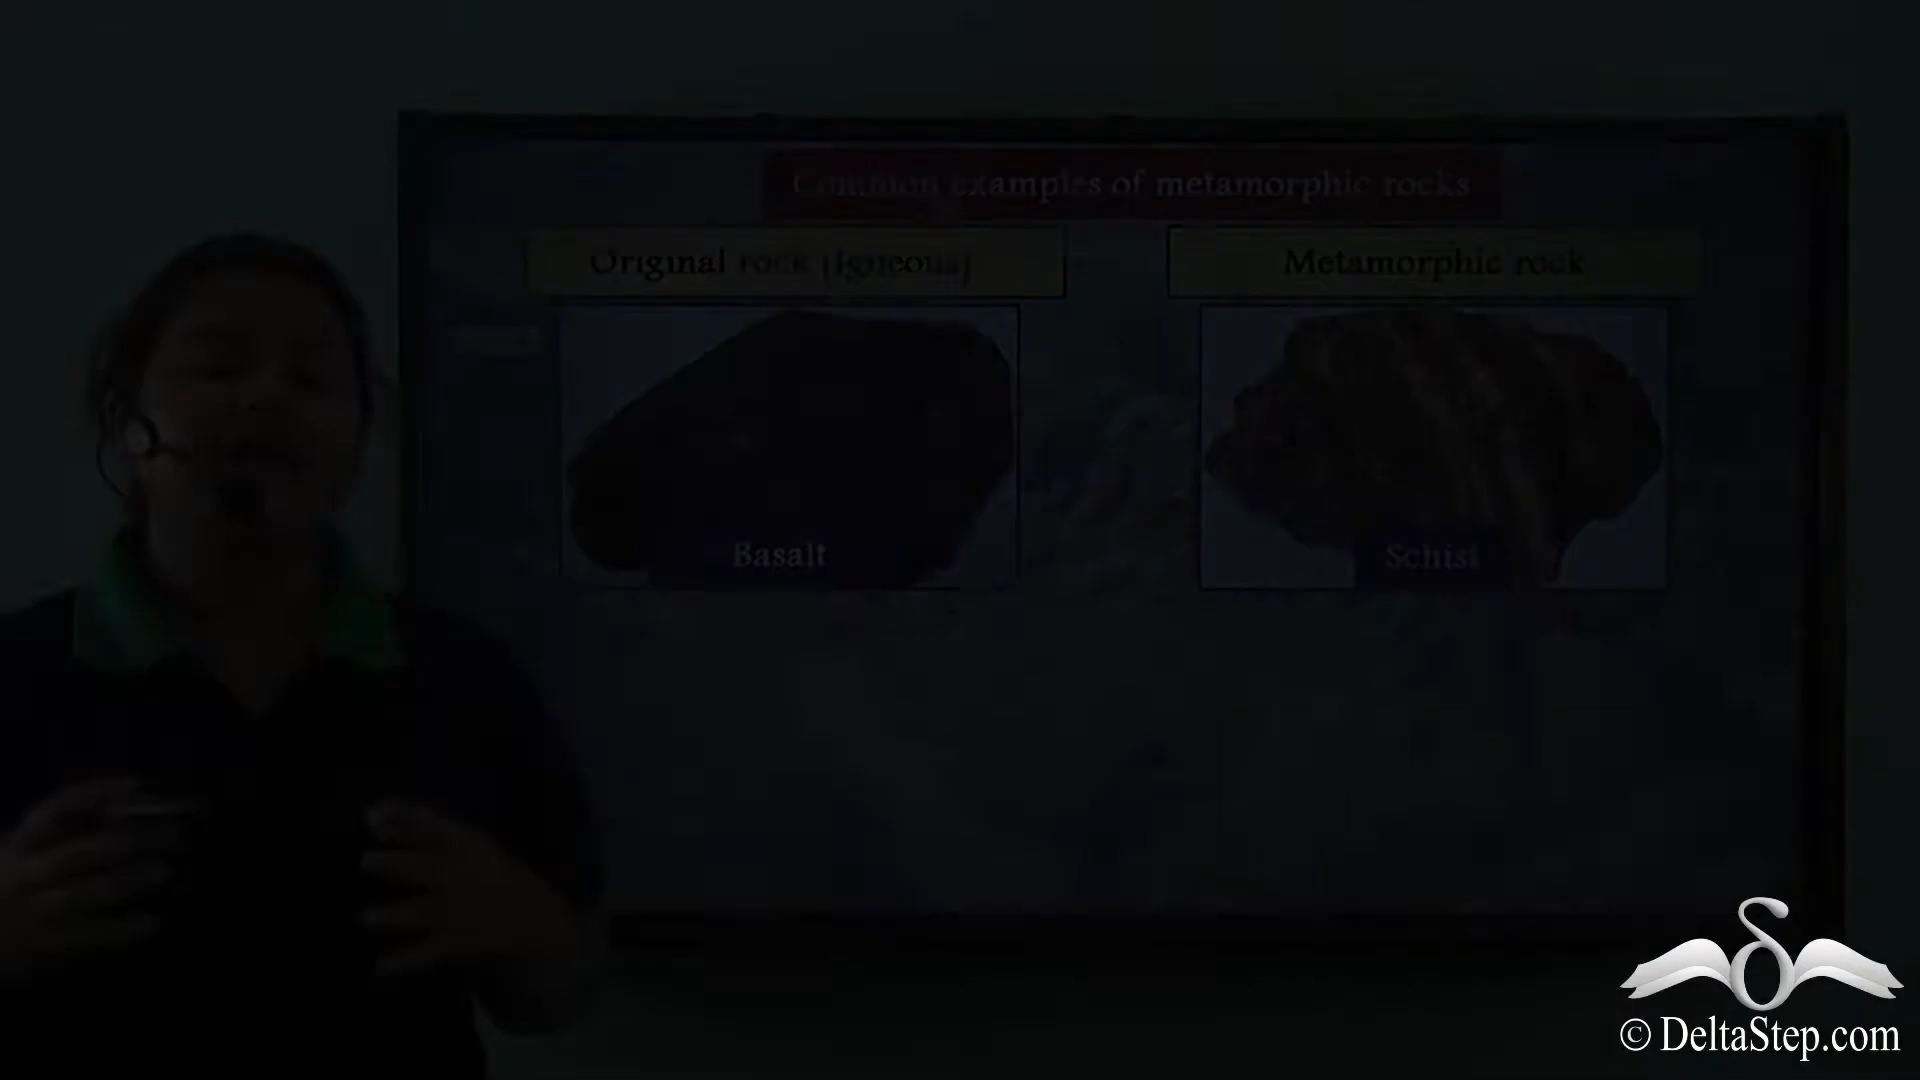 Common examples of metamorphic rocks
Original rock (Igneous)
Metamorphic rock
Basalt
Schist
© DeltaStep.com